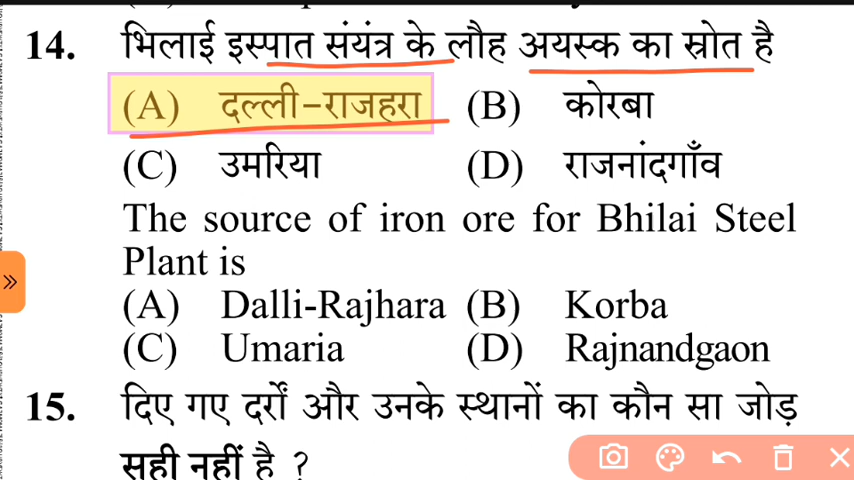 14. भिलाई इस्पात संयंत्र के लौह अयस्क का स्रोत है
(A) दल्ली-राजहरा (B) कोरबा
(C) उमरिया (D) राजनांदगाँव
The source of iron ore for Bhilai Steel
Plant is
(A) Dalli-Rajhara (B) Korba
(C) Umaria (D) Rajnandgaon
15. दिए गए दर्रों और उनके स्थानों का कौन सा जोड़
सही नहीं है ?